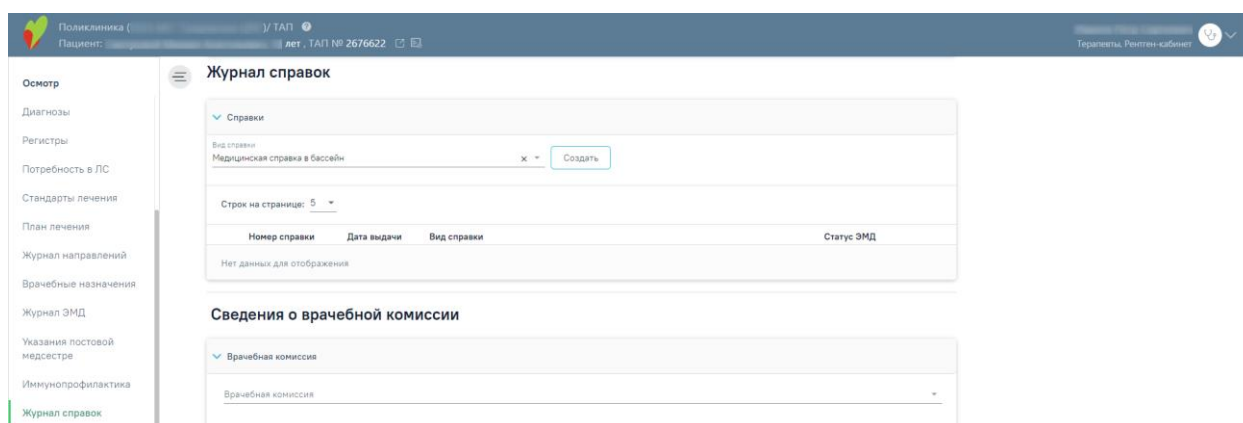 Поликлиника ( )/ ТАП
Пациент: лет , ТАП № 2676622
Терапевты, Рентген-кабинет
Осмотр
Диагнозы
Регистры
Потребность в ЛС
Стандарты лечения
План лечения
Журнал направлений
Врачебные назначения
Журнал ЭМД
Указания постовой
медсестре
Иммунопрофилактика
Журнал справок
Журнал справок
Справки
Вид справки
Медицинская справка в бассейн
Создать
Строк на странице: 5
Номер справки Дата выдачи Вид справки Статус ЭМД
Нет данных для отображения
Сведения о врачебной комиссии
Врачебная комиссия
Врачебная комиссия